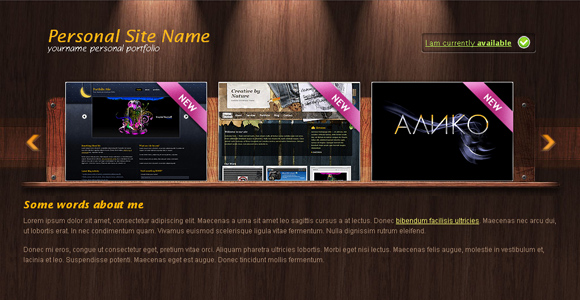 Personal Site Name
yourname personal portfolio
I am currently available
NEW
NEW
NEW
Portfolio Site
Creative by
Nature
АЛИКО
Some words about me
Lorem ipsum dolor sit amet, consectetur adipiscing elit. Maecenas a urna sit amet leo sagittis cursus a at lectus. Donec bibendum facilisis ultricies. Vivamus nec arcu dui,
ut lobortis erat. In nec condimentum quam. Vivamus euismod scelerisque ligula vitae fermentum. Nulla dignissim rutrum eleifend.
Donec mi eros, congue ut consectetur eget, pretium vitae orci. Aliquam pharetra ultricies lobortis. Morbi eget nisi lectus. Maecenas felis augue, molestie in vestibulum et,
lacinia et leo. Suspendisse potenti. Maecenas eget est augue. Donec tincidunt mollis fermentum.